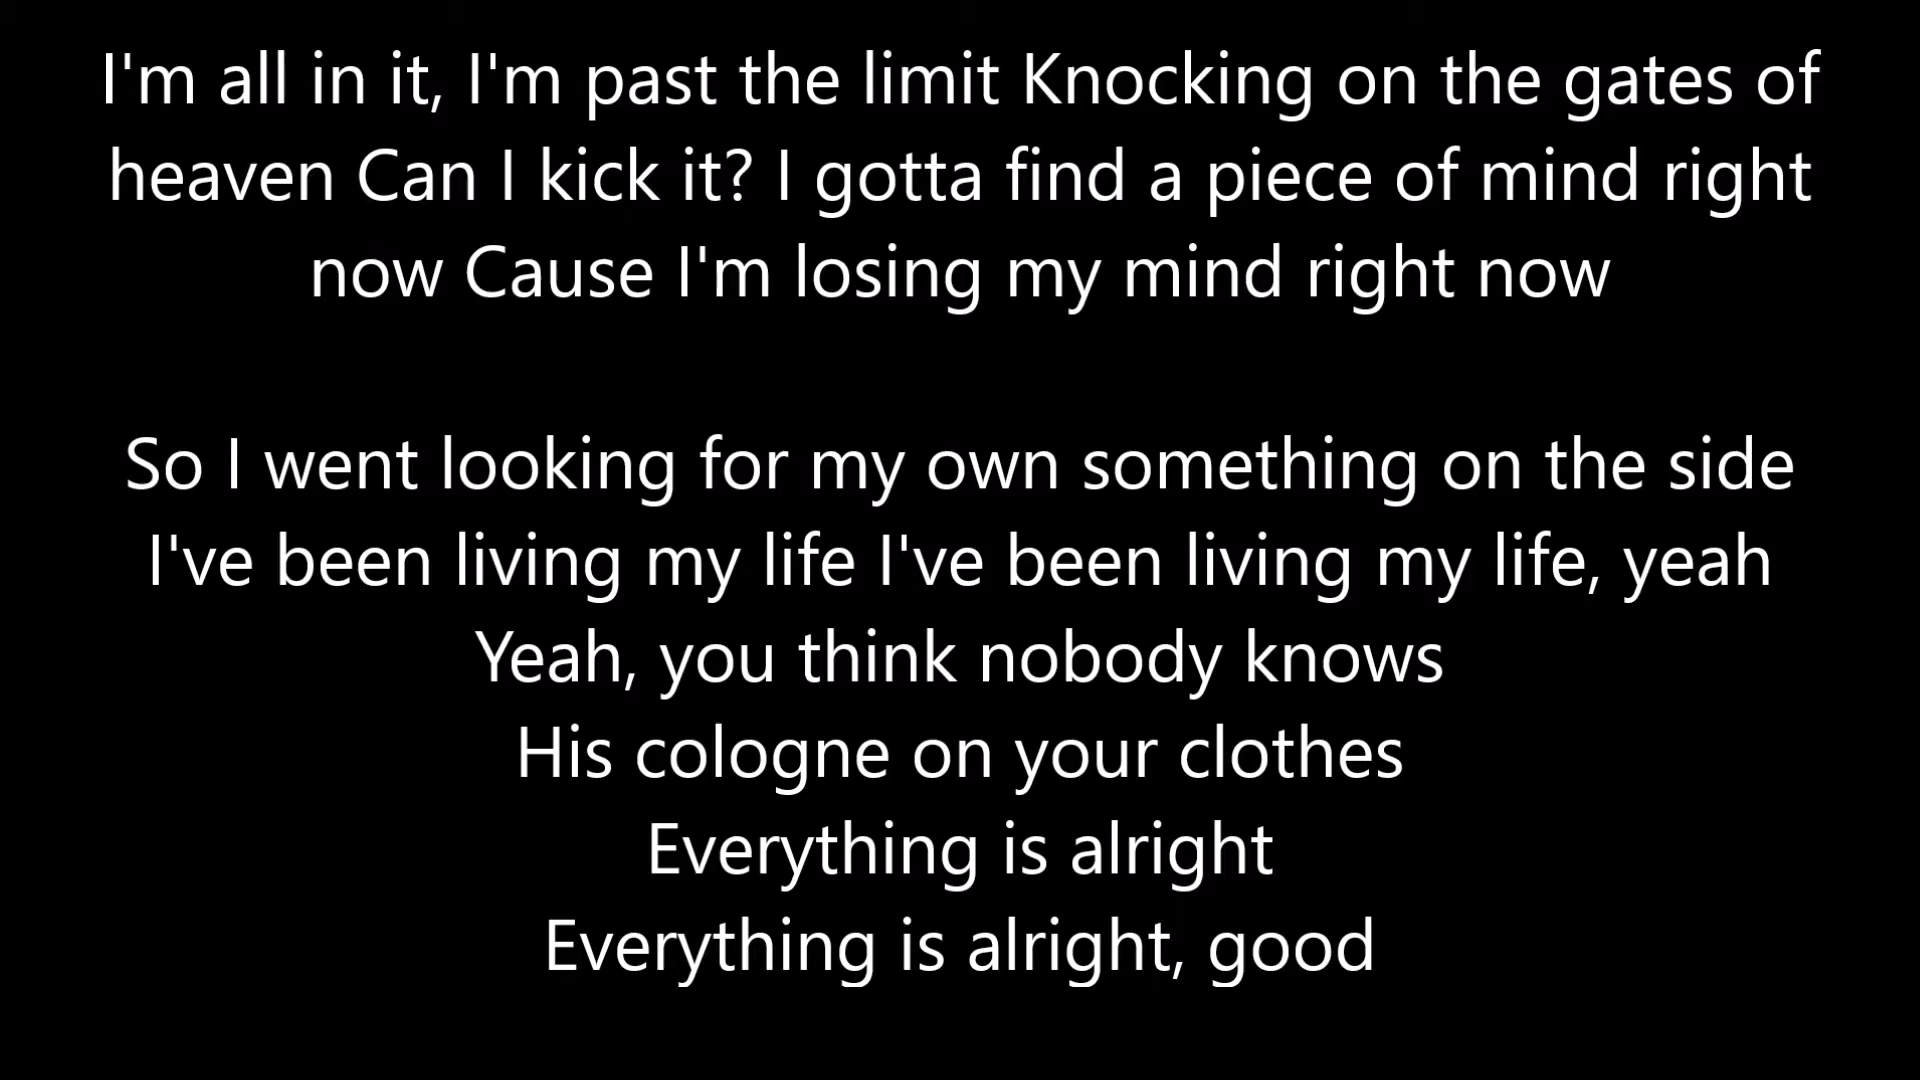 I'm all in it, I'm past the limit Knocking on the gates of
heaven Can I kick it? I gotta find a piece of mind right
now Cause I'm losing my mind right now
So I went looking for my own something on the side
I've been living my life I've been living my life, yeah
Yeah, you think nobody knows
His cologne on your clothes
Everything is alright
Everything is alright, good